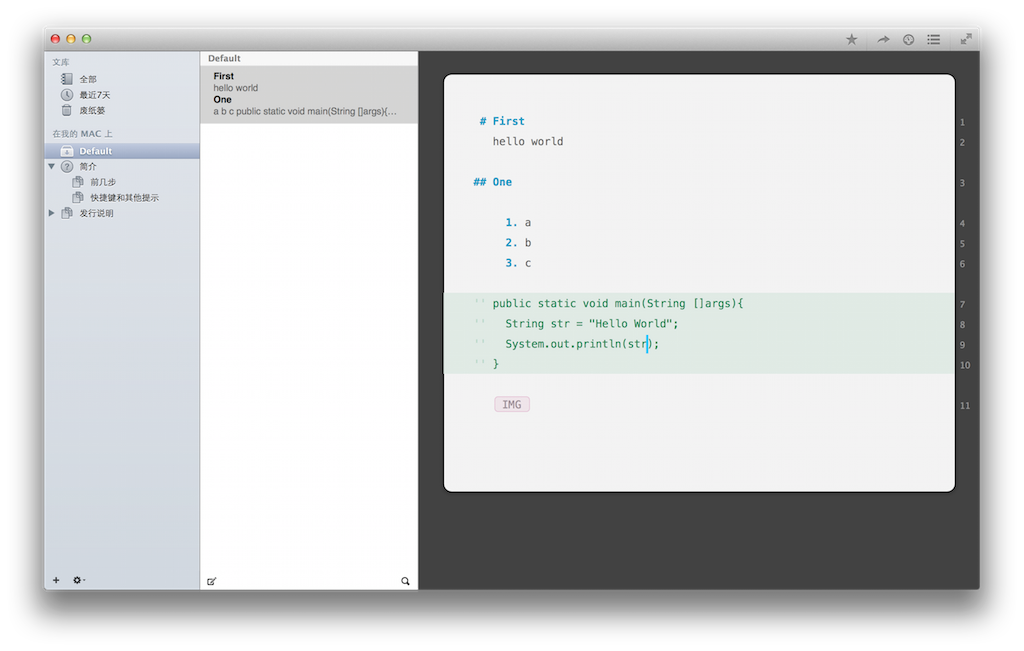 文库
全部
最近7天
废纸篓
在我的 MAC 上
Default
简介
前几步
快捷键和其他提示
发行说明
Default
First
hello world
One
a b c public static void main(String []args){…
# First 1
hello world 2
## One 3
1. a 4
2. b 5
3. c 6
'' public static void main(String []args){ 7
'' String str = "Hello World"; 8
'' System.out.println(str); 9
'' } 10
IMG 11